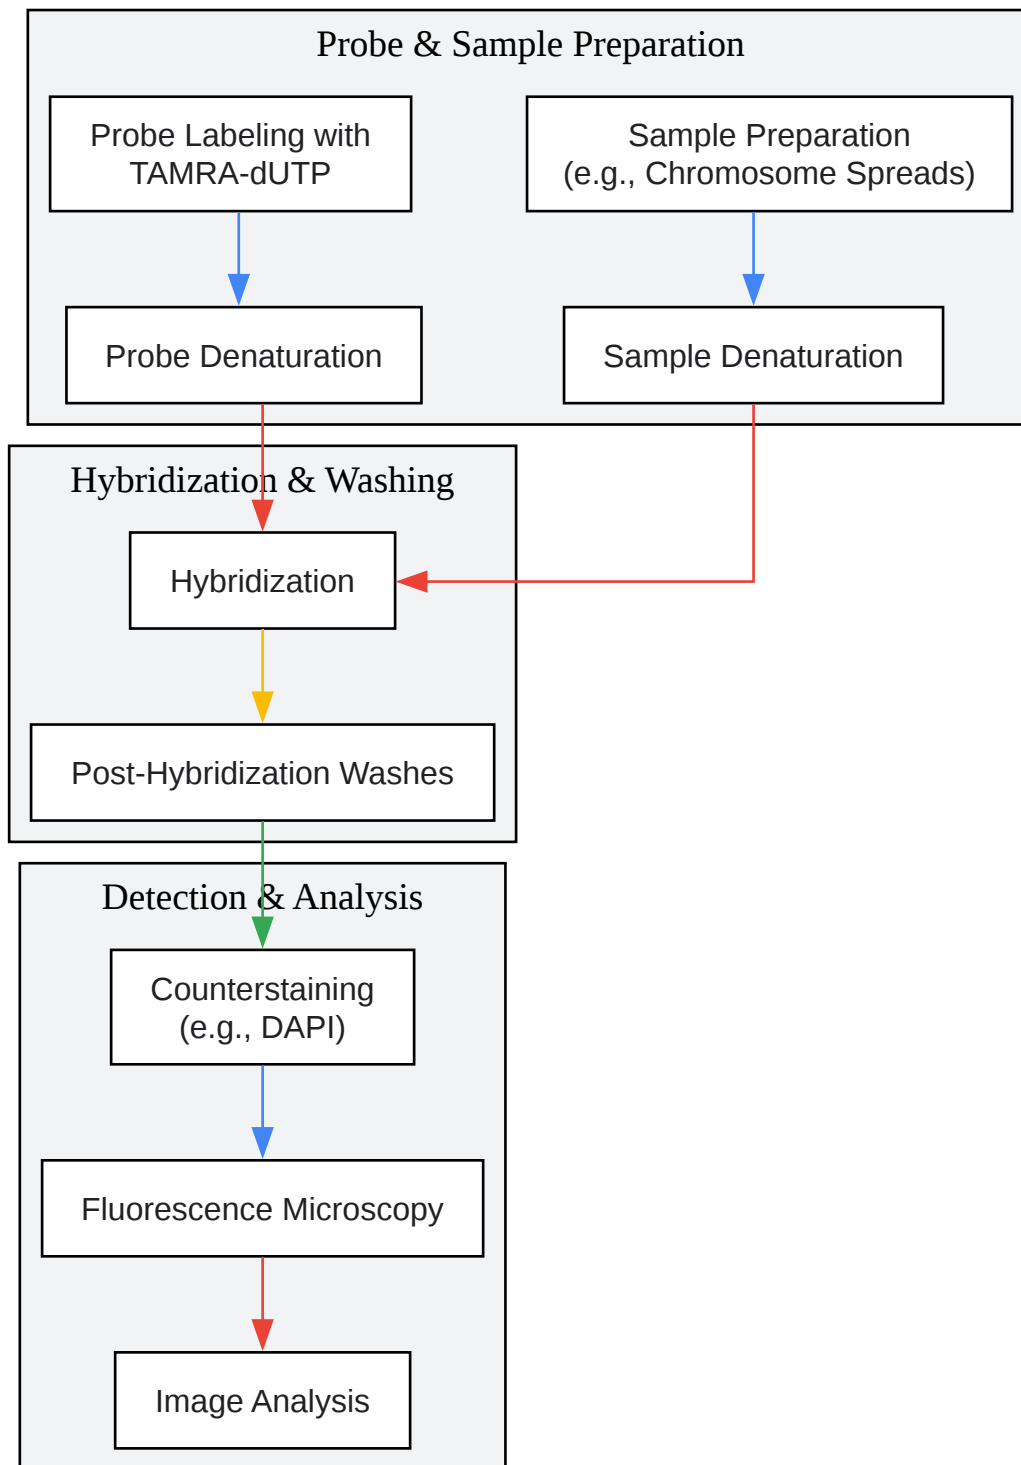 Probe & Sample Preparation
Probe Labeling with
TAMRA-dUTP
Sample Preparation
(e.g., Chromosome Spreads)
Probe Denaturation
Sample Denaturation
Hybridization & Washing
Hybridization
Post-Hybridization Washes
Detection & Analysis
Counterstaining
(e.g., DAPI)
Fluorescence Microscopy
Image Analysis